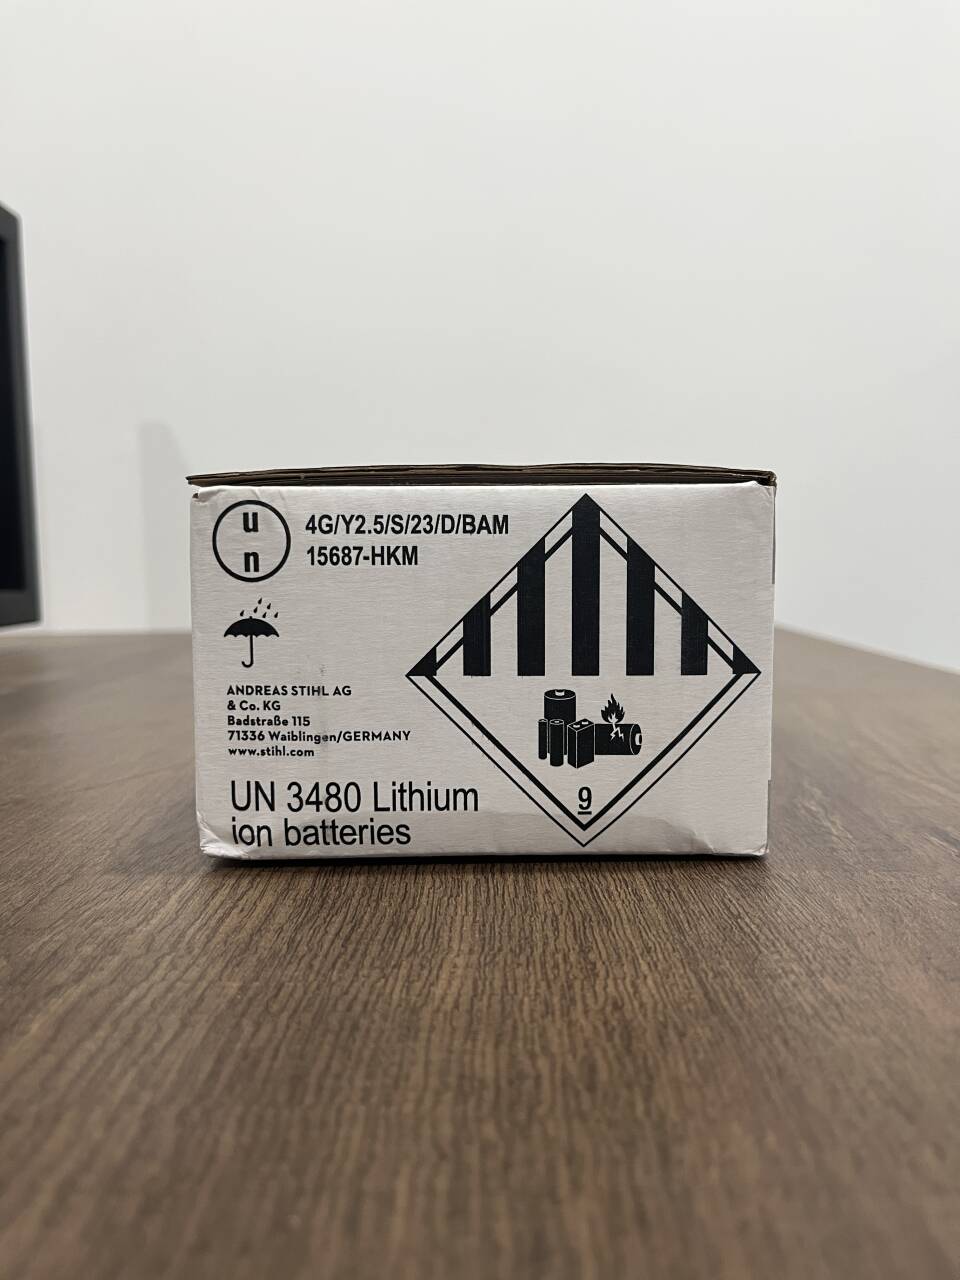 u
n
4G/Y2.5/S/23/D/BAM
15687-HKM
ANDREAS STIHL AG
& Co. KG
Badstraße 115
71336 Waiblingen/GERMANY
www.stihl.com
UN 3480 Lithium
ion batteries
9